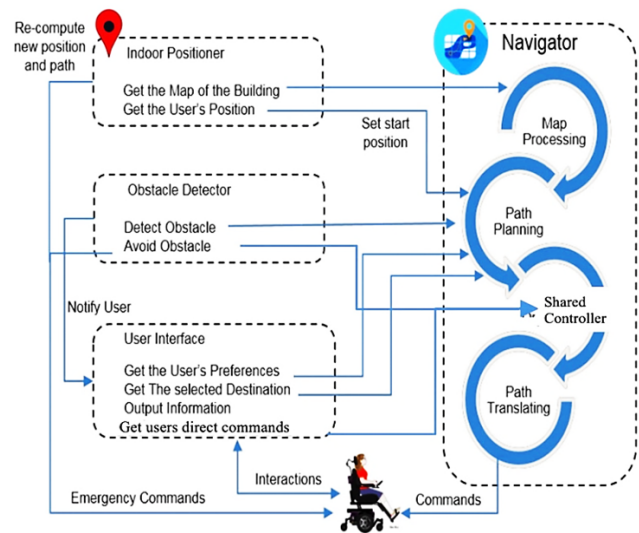 Re-compute
new position
and path
Indoor Positioner
Get the Map of the Building
Get the User's Position
Set start
position
Navigator
Map
Processing
Obstacle Detector
Detect Obstacle
Avoid Obstacle
Path
Planning
Notify User
Shared
Controller
User Interface
Get the User's Preferences
Get The selected Destination
Output Information
Get users direct commands
Path
Translating
Interactions
Emergency Commands
Commands